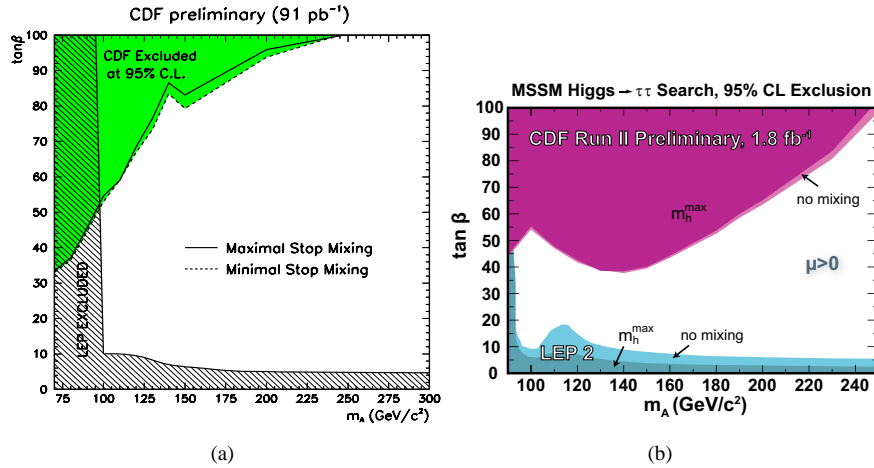 CDF preliminary (91 pb⁻¹)
tanβ
100
90
80
70
60
50
40
30
20
10
0
CDF Excluded
at 95% C.L.
Maximal Stop Mixing
Minimal Stop Mixing
LEP EXCLUDED
75 100 125 150 175 200 225 250 275 300
m_A (GeV/c²)
(a)
MSSM Higgs → ττ Search, 95% CL Exclusion
tan β
100
90
80
70
60
50
40
30
20
10
0
CDF Run II Preliminary, 1.8 fb⁻¹
no mixing
m_h^max
μ>0
m_h^max
no mixing
LEP 2
100 120 140 160 180 200 220 240
m_A (GeV/c²)
(b)